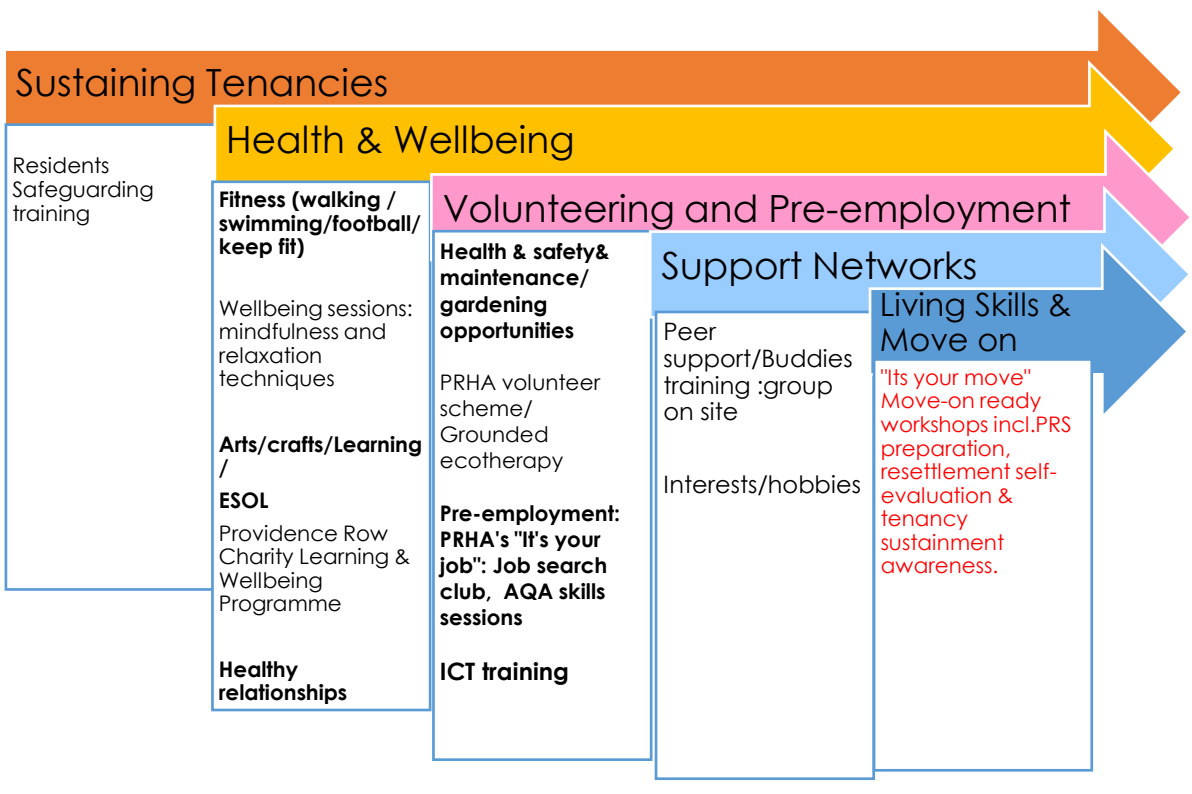 Sustaining Tenancies
Residents
Safeguarding
training
Health & Wellbeing
Fitness (walking /
swimming/football/
keep fit)
Wellbeing sessions:
mindfulness and
relaxation
techniques
Arts/crafts/Learning
/
ESOL
Providence Row
Charity Learning &
Wellbeing
Programme
Healthy
relationships
Volunteering and Pre-employment
Health & safety&
maintenance/
gardening
opportunities
PRHA volunteer
scheme/
Grounded
ecotherapy
Pre-employment:
PRHA's "It's your
job": Job search
club, AQA skills
sessions
ICT training
Support Networks
Peer
support/Buddies
training :group
on site
Interests/hobbies
Living Skills &
Move on
"Its your move"
Move-on ready
workshops incl.PRS
preparation,
resettlement self-
evaluation &
tenancy
sustainment
awareness.